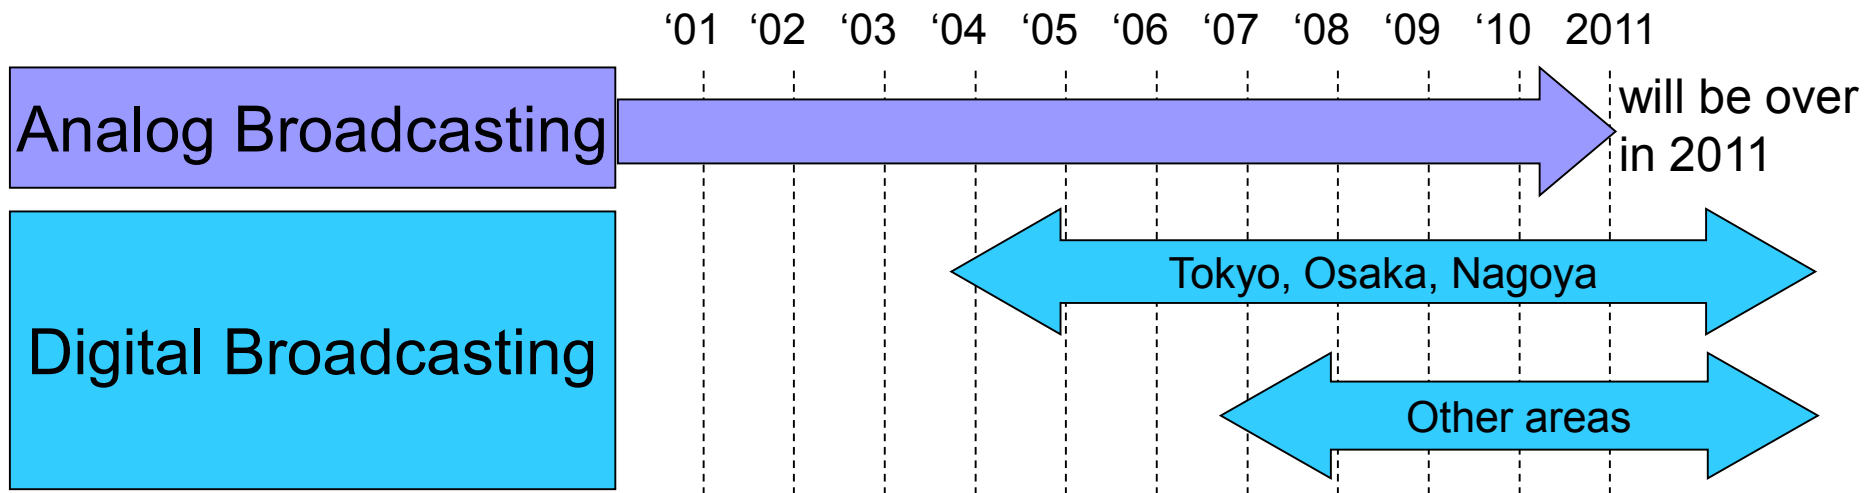 ‘01 ‘02 ‘03 ‘04 ‘05 ‘06 ‘07 ‘08 ‘09 ‘10 2011
Analog Broadcasting
will be over
in 2011
Digital Broadcasting
Tokyo, Osaka, Nagoya
Other areas